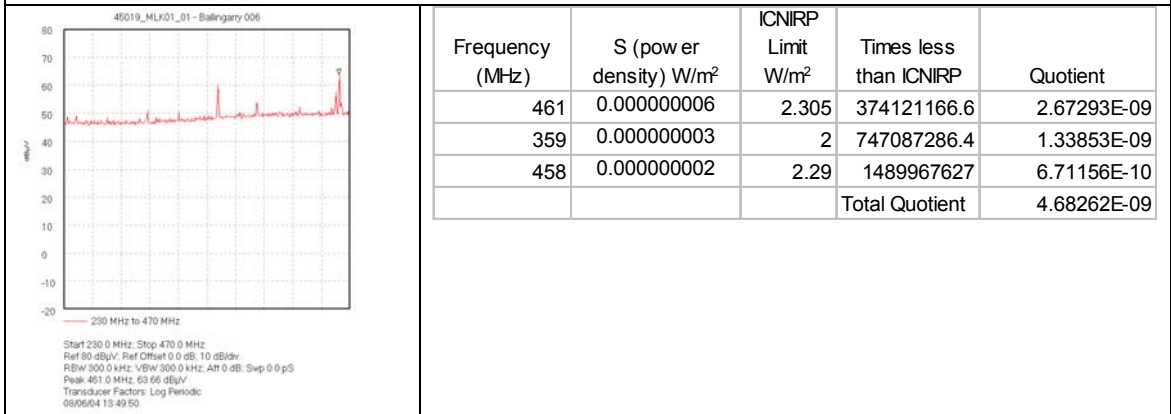 45019_MLK01_01 - Ballingarry 006
80
70
60
50
40
30
20
10
0
-10
-20
dBµV
230 MHz to 470 MHz
Start 230.0 MHz; Stop 470.0 MHz
Ref 80 dBµV; Ref Offset 0.0 dB; 10 dB/div
RBW 300.0 kHz; VBW 300.0 kHz; Att 0 dB; Swp 0.0 pS
Peak 461.0 MHz, 63.66 dBµV
Transducer Factors: Log Periodic
08/06/04 13:49:50
Frequency (MHz) S (pow er density) W/m² ICNIRP Limit W/m² Times less than ICNIRP Quotient
461 0.000000006 2.305 374121166.6 2.67293E-09
359 0.000000003 2 747087286.4 1.33853E-09
458 0.000000002 2.29 1489967627 6.71156E-10
Total Quotient 4.68262E-09